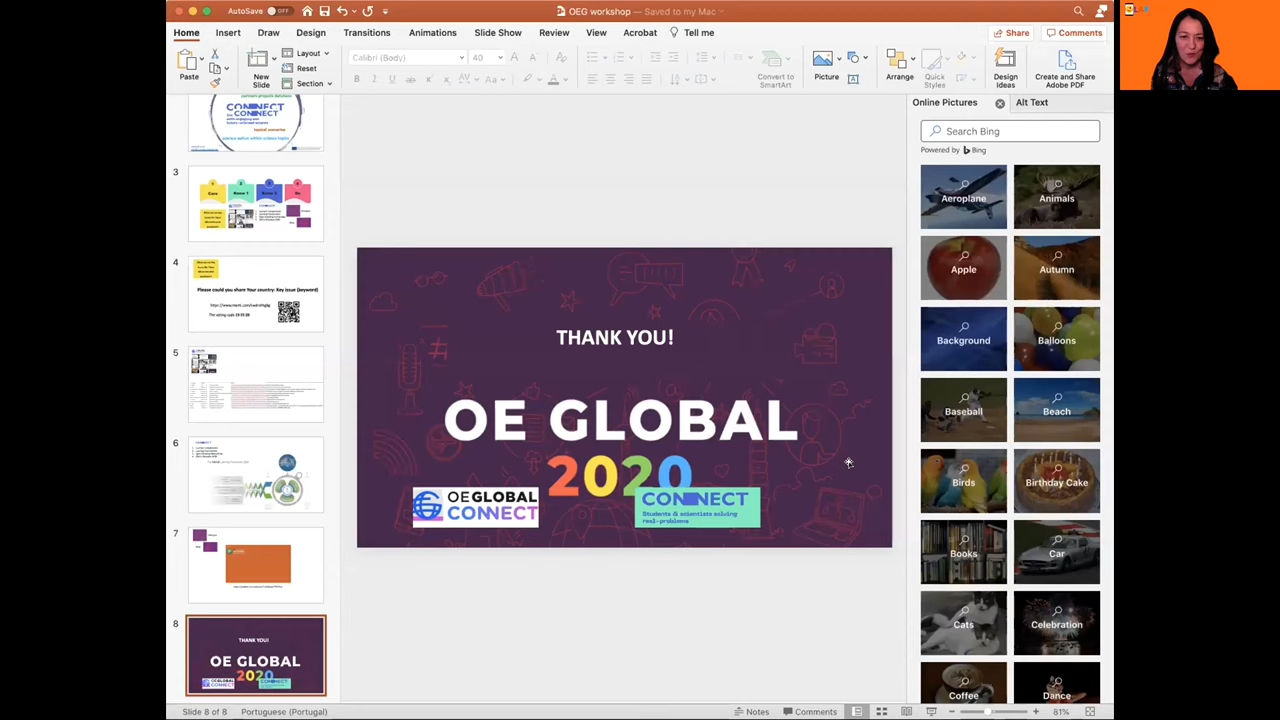 AutoSave OFF
OEG workshop — Saved to my Mac
Home Insert Draw Design Transitions Animations Slide Show Review View Acrobat Tell me
Share Comments
Paste
New Slide
Layout
Reset
Section
Calibri (Body) 40
Convert to SmartArt
Picture
Arrange
Quick Styles
Design Ideas
Create and Share Adobe PDF
Online Pictures
Alt Text
Search Bing
Powered by Bing
Aeroplane
Animals
Apple
Autumn
Background
Balloons
Baseball
Beach
Birds
Birthday Cake
Books
Car
Cats
Celebration
Coffee
Dance
CONNECT
3
4
Please could you share Your country: Key issue (keyword)
5
6
7
8
THANK YOU!
OE GLOBAL
2020
THANK YOU!
OE GLOBAL
2020
OEGLOBAL
CONNECT
CONNECT
Students & scientists solving
real-problems
Slide 8 of 8 Portuguese (Portugal)
Notes Comments 81%